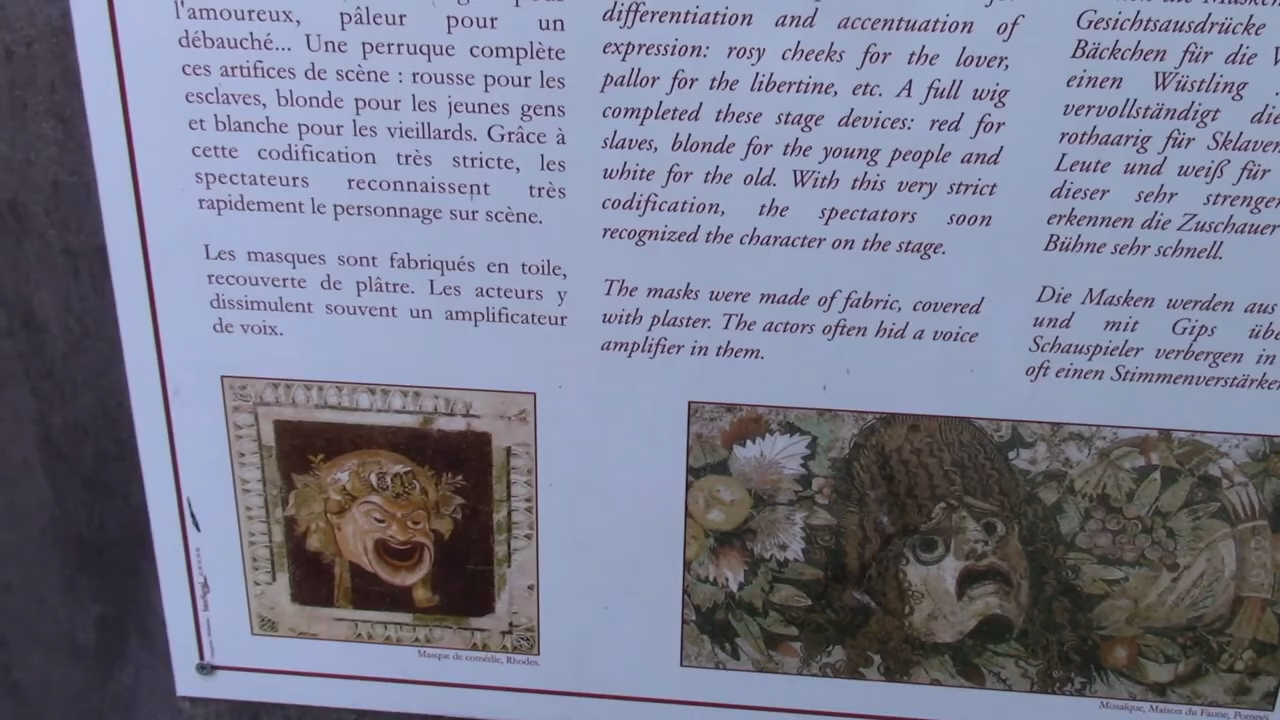 l'amoureux, pâleur pour un
débauché... Une perruque complète
ces artifices de scène : rousse pour les
esclaves, blonde pour les jeunes gens
et blanche pour les vieillards. Grâce à
cette codification très stricte, les
spectateurs reconnaissent très
rapidement le personnage sur scène.
Les masques sont fabriqués en toile,
recouverte de plâtre. Les acteurs y
dissimulent souvent un amplificateur
de voix.
Masque de comédie, Rhodes.
differentiation and accentuation of
expression: rosy cheeks for the lover,
pallor for the libertine, etc. A full wig
completed these stage devices: red for
slaves, blonde for the young people and
white for the old. With this very strict
codification, the spectators soon
recognized the character on the stage.
The masks were made of fabric, covered
with plaster. The actors often hid a voice
amplifier in them.
Gesichtsausdrücke
Bäckchen für die
einen Wüstling
vervollständigt die
rothaarig für Sklaven
Leute und weiß für
dieser sehr strengen
erkennen die Zuschauer
Bühne sehr schnell.
Die Masken werden aus
und mit Gips übe
Schauspieler verbergen in
oft einen Stimmenverstärke
Mosaïque, Maison du Faune, Pompéi